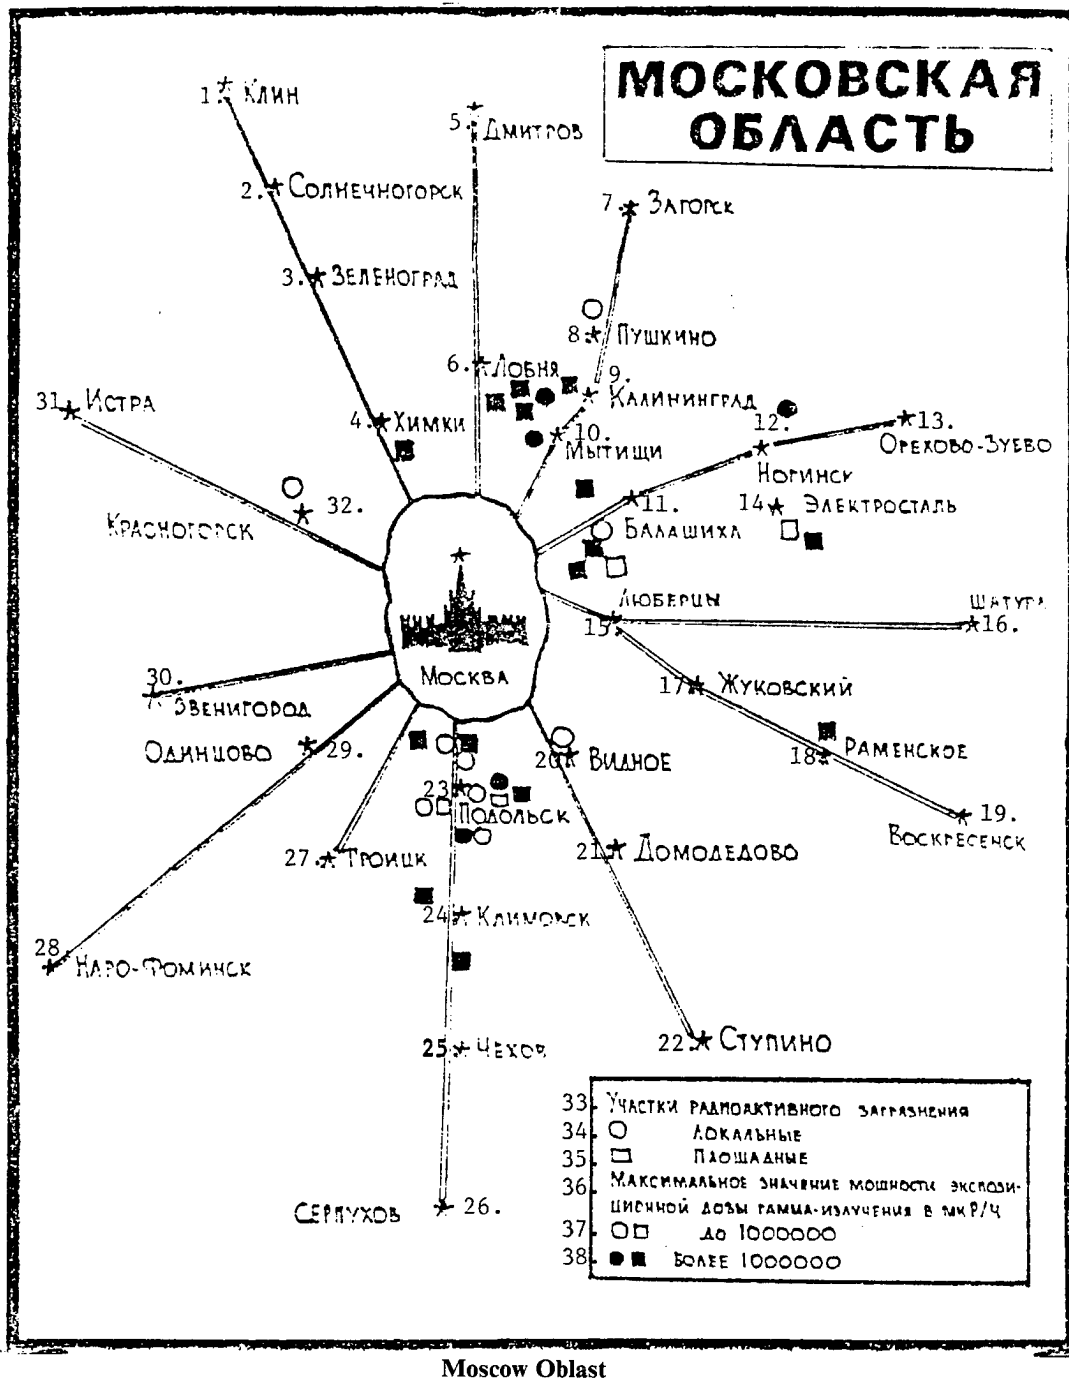 МОСКОВСКАЯ
ОБЛАСТЬ
1. КЛИН
5. ДМИТРОВ
2. СОЛНЕЧНОГОРСК
7. ЗАГОРСК
3. ЗЕЛЕНОГРАД
8. ПУШКИНО
6. ЛОБНЯ
9. КАЛИНИНГРАД
31. ИСТРА
4. ХИМКИ
10. МЫТИЩИ
12. НОГИНСК
13. ОРЕХОВО-ЗУЕВО
32. КРАСНОГОРСК
11. БАЛАШИХА
14. ЭЛЕКТРОСТАЛЬ
15. ЛЮБЕРЦЫ
ШАТУРА 16.
МОСКВА
30. ЗВЕНИГОРОД
17. ЖУКОВСКИЙ
ОДИНЦОВО 29.
20. ВИДНОЕ
18. РАМЕНСКОЕ
23. ПОДОЛЬСК
19. ВОСКРЕСЕНСК
27. ТРОИЦК
21. ДОМОДЕДОВО
24. КЛИМОВСК
28 НАРО-ФОМИНСК
25. ЧЕХОВ
22. СТУПИНО
СЕРПУХОВ 26.
33. УЧАСТКИ РАДИОАКТИВНОГО ЗАГРЯЗНЕНИЯ
34. ЛОКАЛЬНЫЕ
35. ПЛОЩАДНЫЕ
36. МАКСИМАЛЬНОЕ ЗНАЧЕНИЕ МОЩНОСТИ ЭКСПОЗИ-
ЦИОННОЙ ДОЗЫ ГАММА-ИЗЛУЧЕНИЯ В МКР/Ч
37. ДО 1000000
38. БОЛЕЕ 1000000
Moscow Oblast